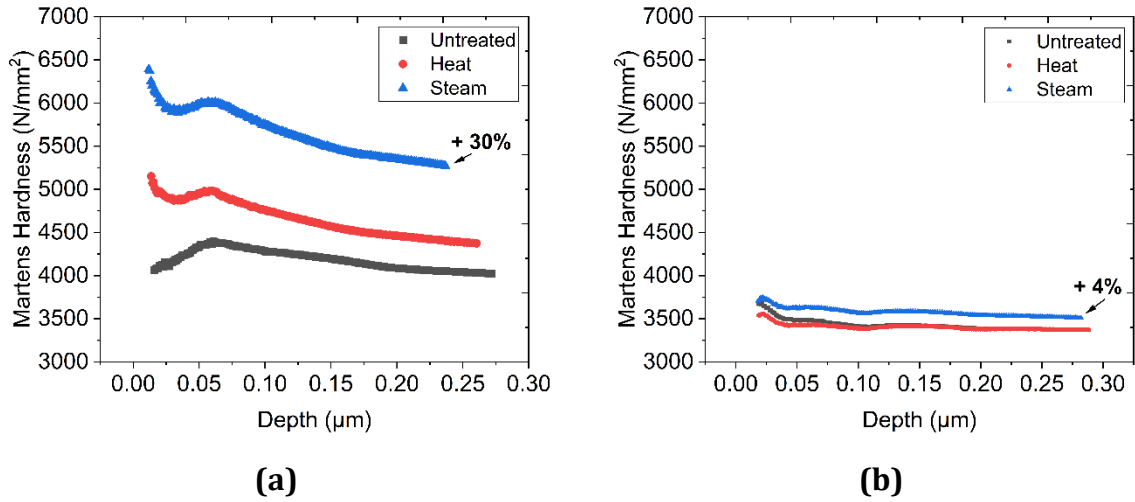 7000
6500
6000
5500
5000
4500
4000
3500
3000
Martens Hardness (N/mm²)
0.00 0.05 0.10 0.15 0.20 0.25 0.30
Depth (µm)
Untreated
Heat
Steam
+ 30%
(a)
7000
6500
6000
5500
5000
4500
4000
3500
3000
Martens Hardness (N/mm²)
0.00 0.05 0.10 0.15 0.20 0.25 0.30
Depth (µm)
Untreated
Heat
Steam
+ 4%
(b)